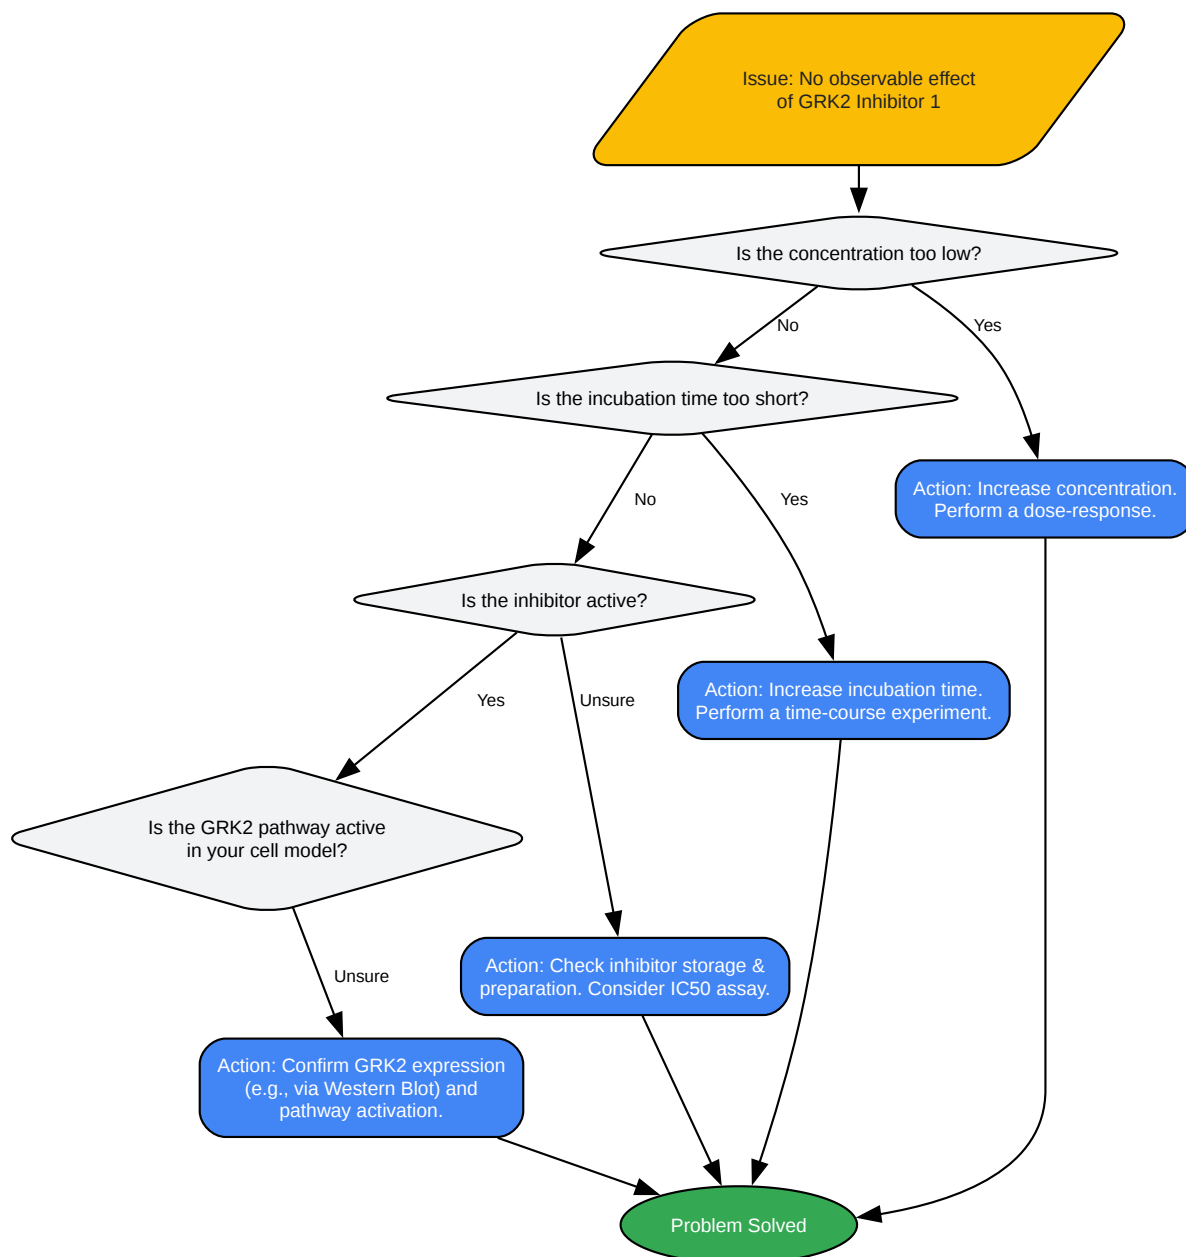 Issue: No observable effect
of GRK2 Inhibitor 1
Is the concentration too low?
No
Yes
Is the incubation time too short?
Action: Increase concentration.
Perform a dose-response.
No
Yes
Is the inhibitor active?
Action: Increase incubation time.
Perform a time-course experiment.
Yes
Unsure
Is the GRK2 pathway active
in your cell model?
Action: Check inhibitor storage &
preparation. Consider IC50 assay.
Unsure
Action: Confirm GRK2 expression
(e.g., via Western Blot) and
pathway activation.
Problem Solved